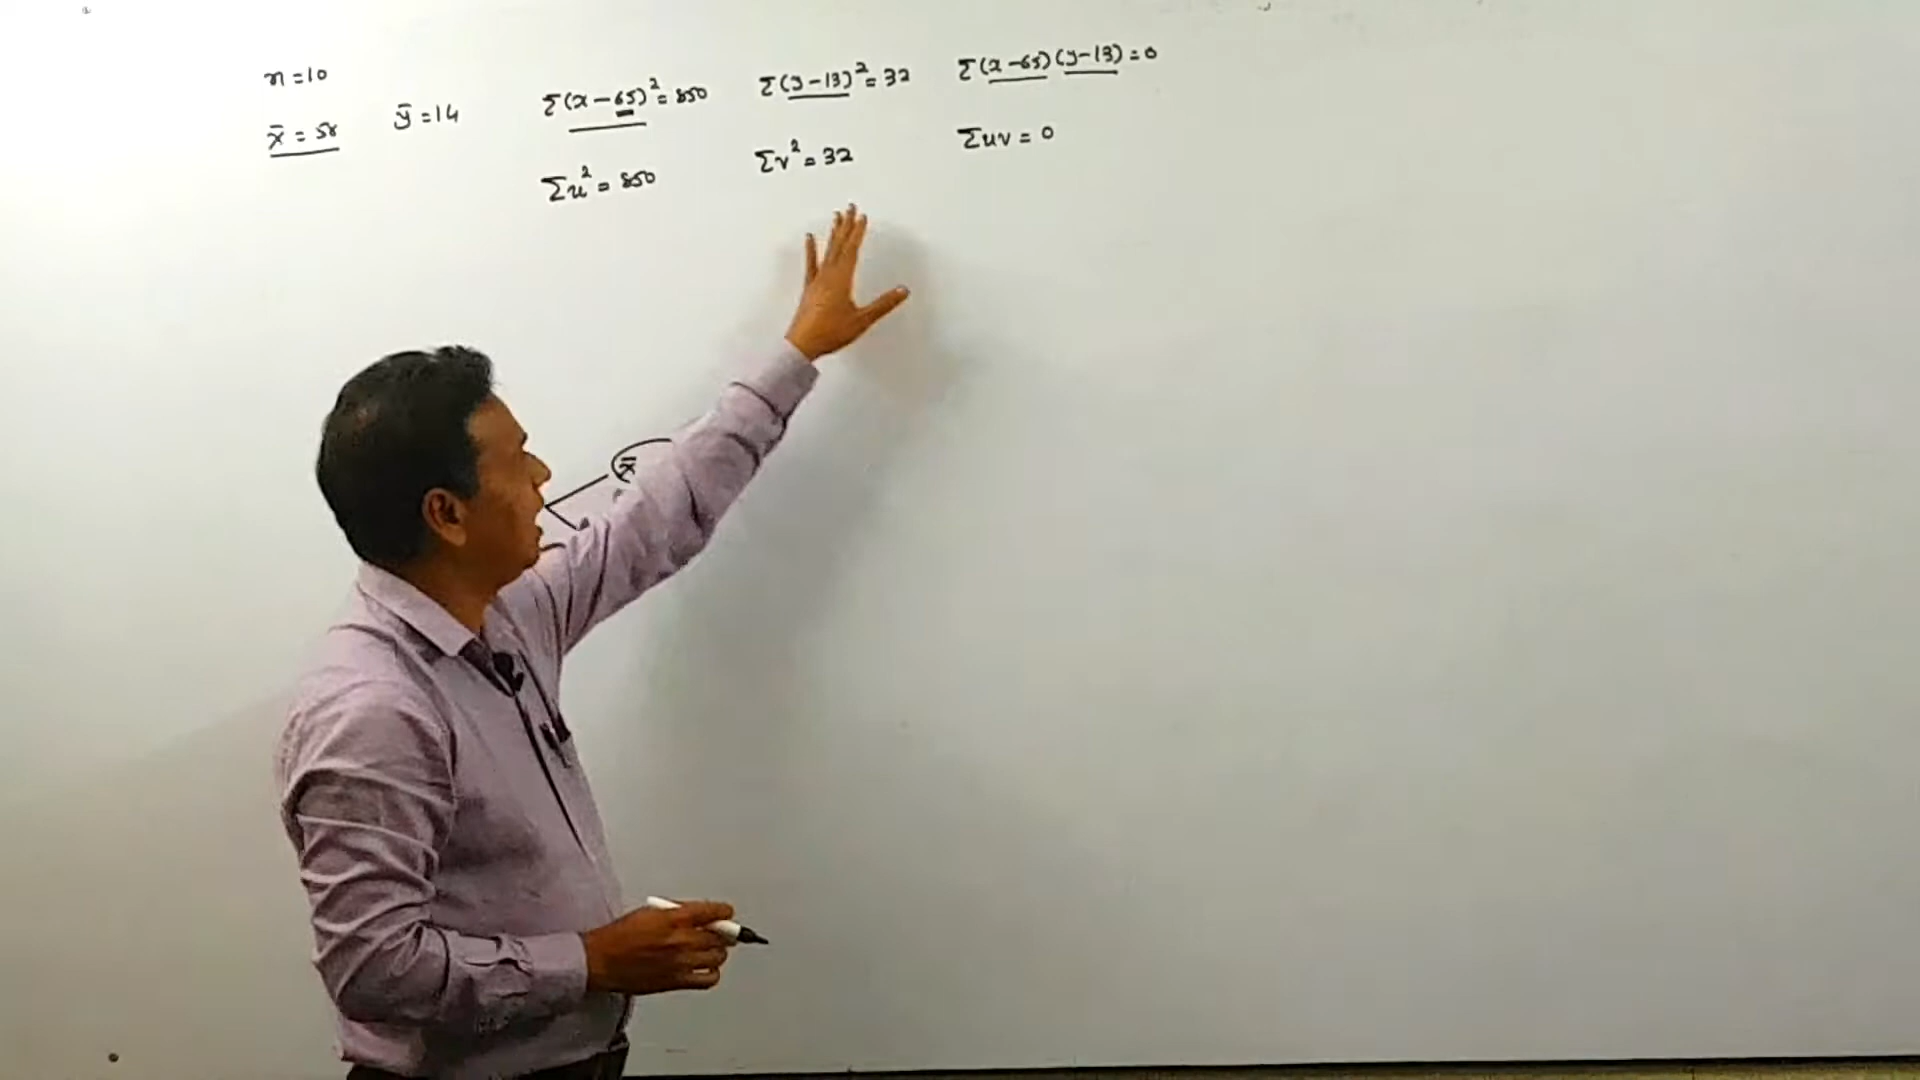 n = 10
x̄ = 58
ȳ = 14
Σ(x − 65)² = 850
Σ(y − 13)² = 32
Σ(x − 65)(y − 13) = 0
Σu² = 850
Σv² = 32
Σuv = 0
x̄